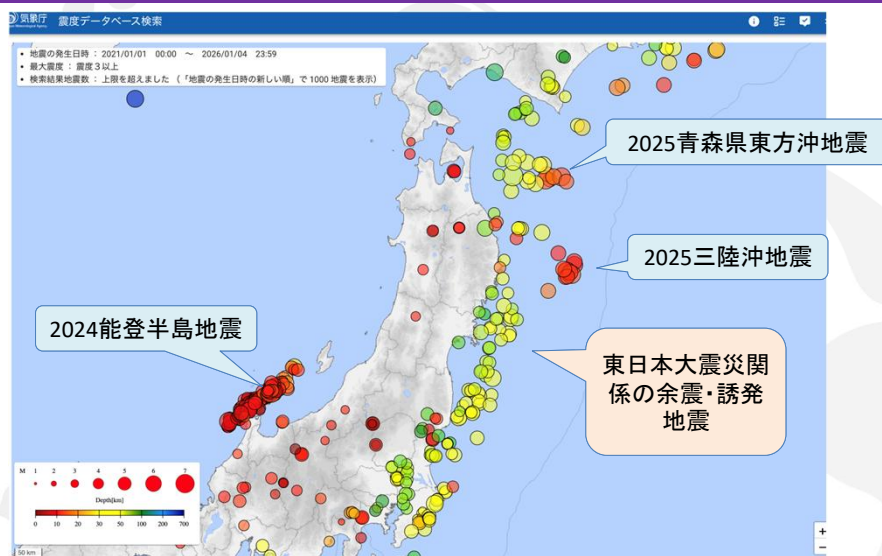 気象庁 震度データベース検索
• 地震の発生日時 : 2021/01/01 00:00 ～ 2026/01/04 23:59
• 最大震度 : 震度３以上
• 検索結果地震数 : 上限を超えました （「地震の発生日時の新しい順」で 1000 地震を表示）
2025青森県東方沖地震
2025三陸沖地震
2024能登半島地震
東日本大震災関
係の余震・誘発
地震
M 1 2 3 4 5 6 7
Depth[km]
0 10 20 30 50 100 200 700
50 km
+
−